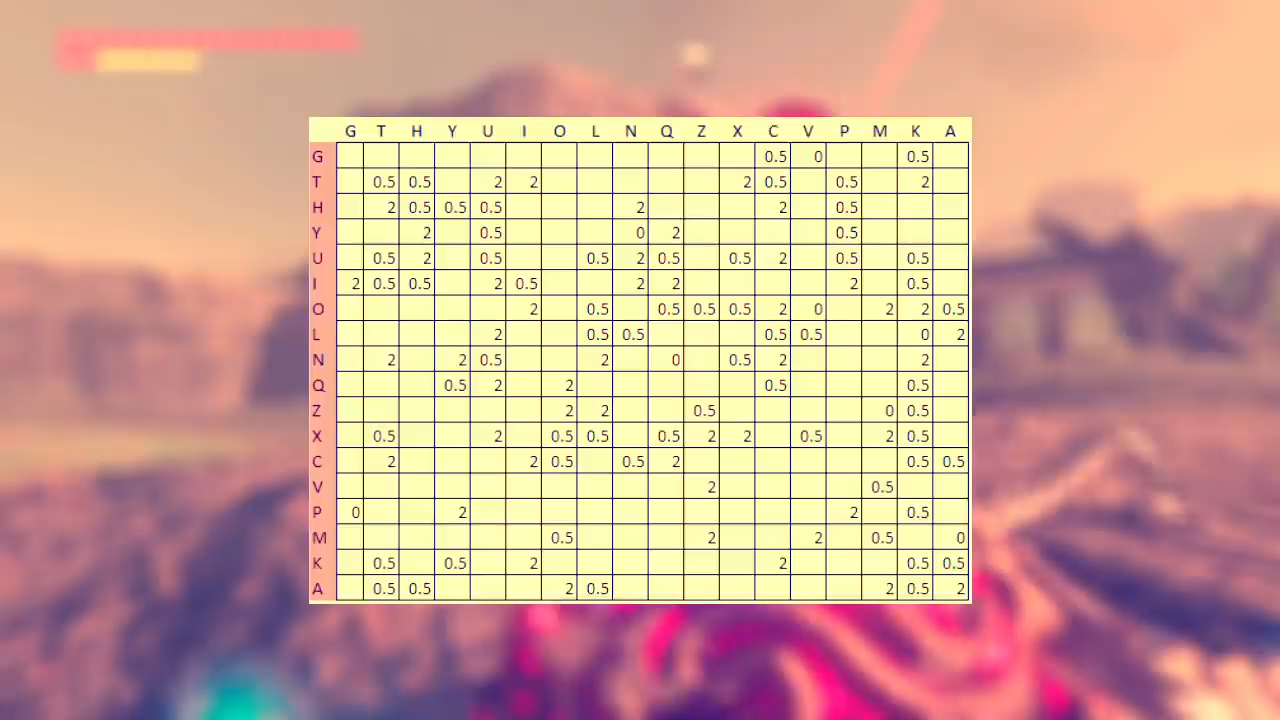 G T H Y U I O L N Q Z X C V P M K A
G 0.5 0 0.5
T 0.5 0.5 2 2 2 0.5 0.5 2
H 2 0.5 0.5 0.5 2 2 0.5
Y 2 0.5 0 2 0.5
U 0.5 2 0.5 0.5 2 0.5 0.5 2 0.5 0.5
I 2 0.5 0.5 2 0.5 2 2 2 0.5
O 2 0.5 0.5 0.5 0.5 2 0 2 2 0.5
L 2 0.5 0.5 0.5 0.5 0 2
N 2 2 0.5 2 0 0.5 2 2
Q 0.5 2 2 0.5 0.5
Z 2 2 0.5 0 0.5
X 0.5 2 0.5 0.5 0.5 2 2 0.5 2 0.5
C 2 2 0.5 0.5 2 0.5 0.5
V 2 0.5
P 0 2 2 0.5
M 0.5 2 2 0.5 0
K 0.5 0.5 2 2 0.5 0.5
A 0.5 0.5 2 0.5 2 0.5 2